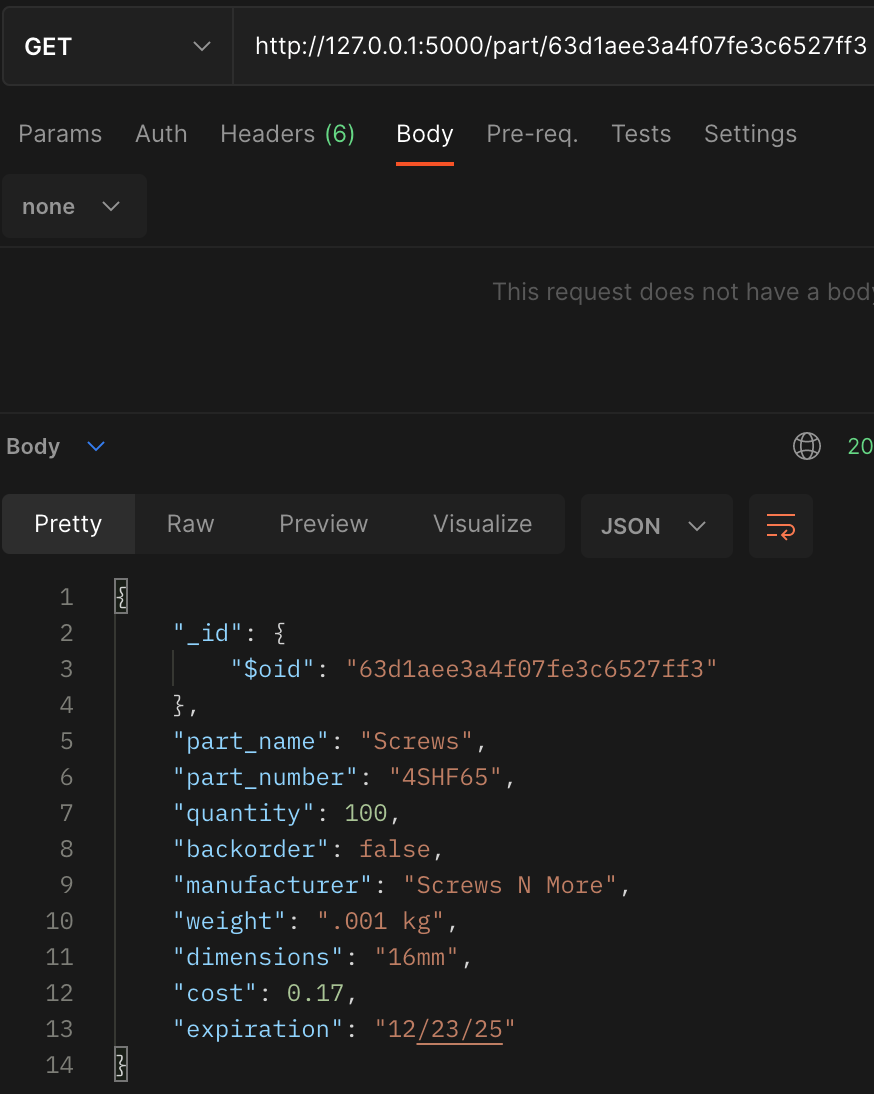 GET http://127.0.0.1:5000/part/63d1aee3a4f07fe3c6527ff3
Params Auth Headers (6) Body Pre-req. Tests Settings
none
This request does not have a body
Body 20
Pretty Raw Preview Visualize JSON
1 {
2 "_id": {
3 "$oid": "63d1aee3a4f07fe3c6527ff3"
4 },
5 "part_name": "Screws",
6 "part_number": "4SHF65",
7 "quantity": 100,
8 "backorder": false,
9 "manufacturer": "Screws N More",
10 "weight": ".001 kg",
11 "dimensions": "16mm",
12 "cost": 0.17,
13 "expiration": "12/23/25"
14 }